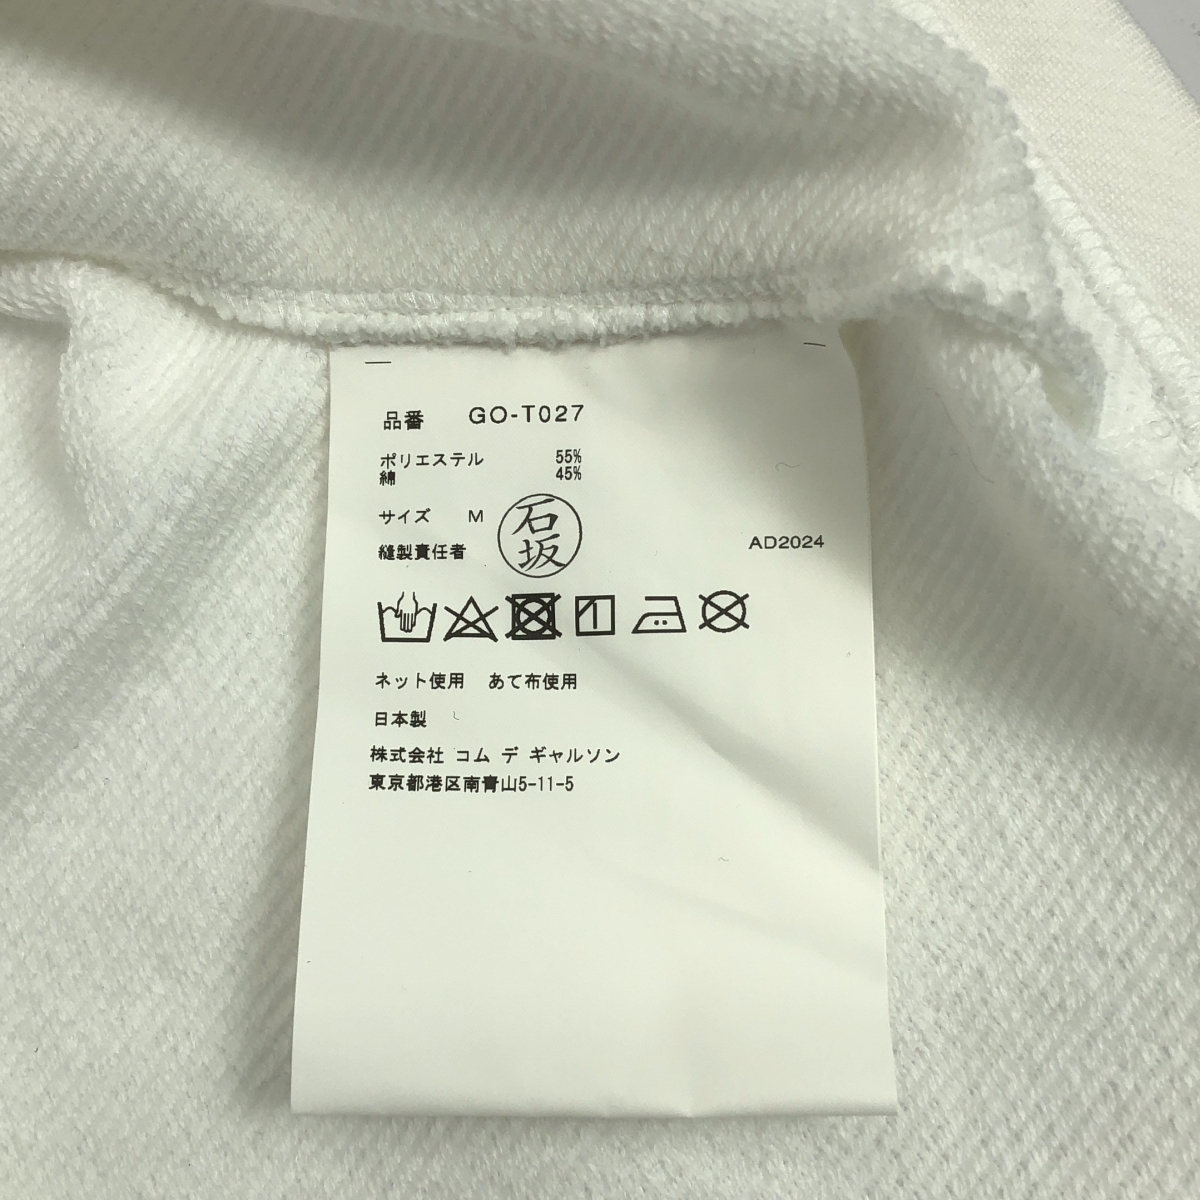 品番 GO-T027
ポリエステル 55%
綿 45%
サイズ M
縫製責任者 石坂
AD2024
ネット使用 あて布使用
日本製
株式会社 コム デ ギャルソン
東京都港区南青山5-11-5